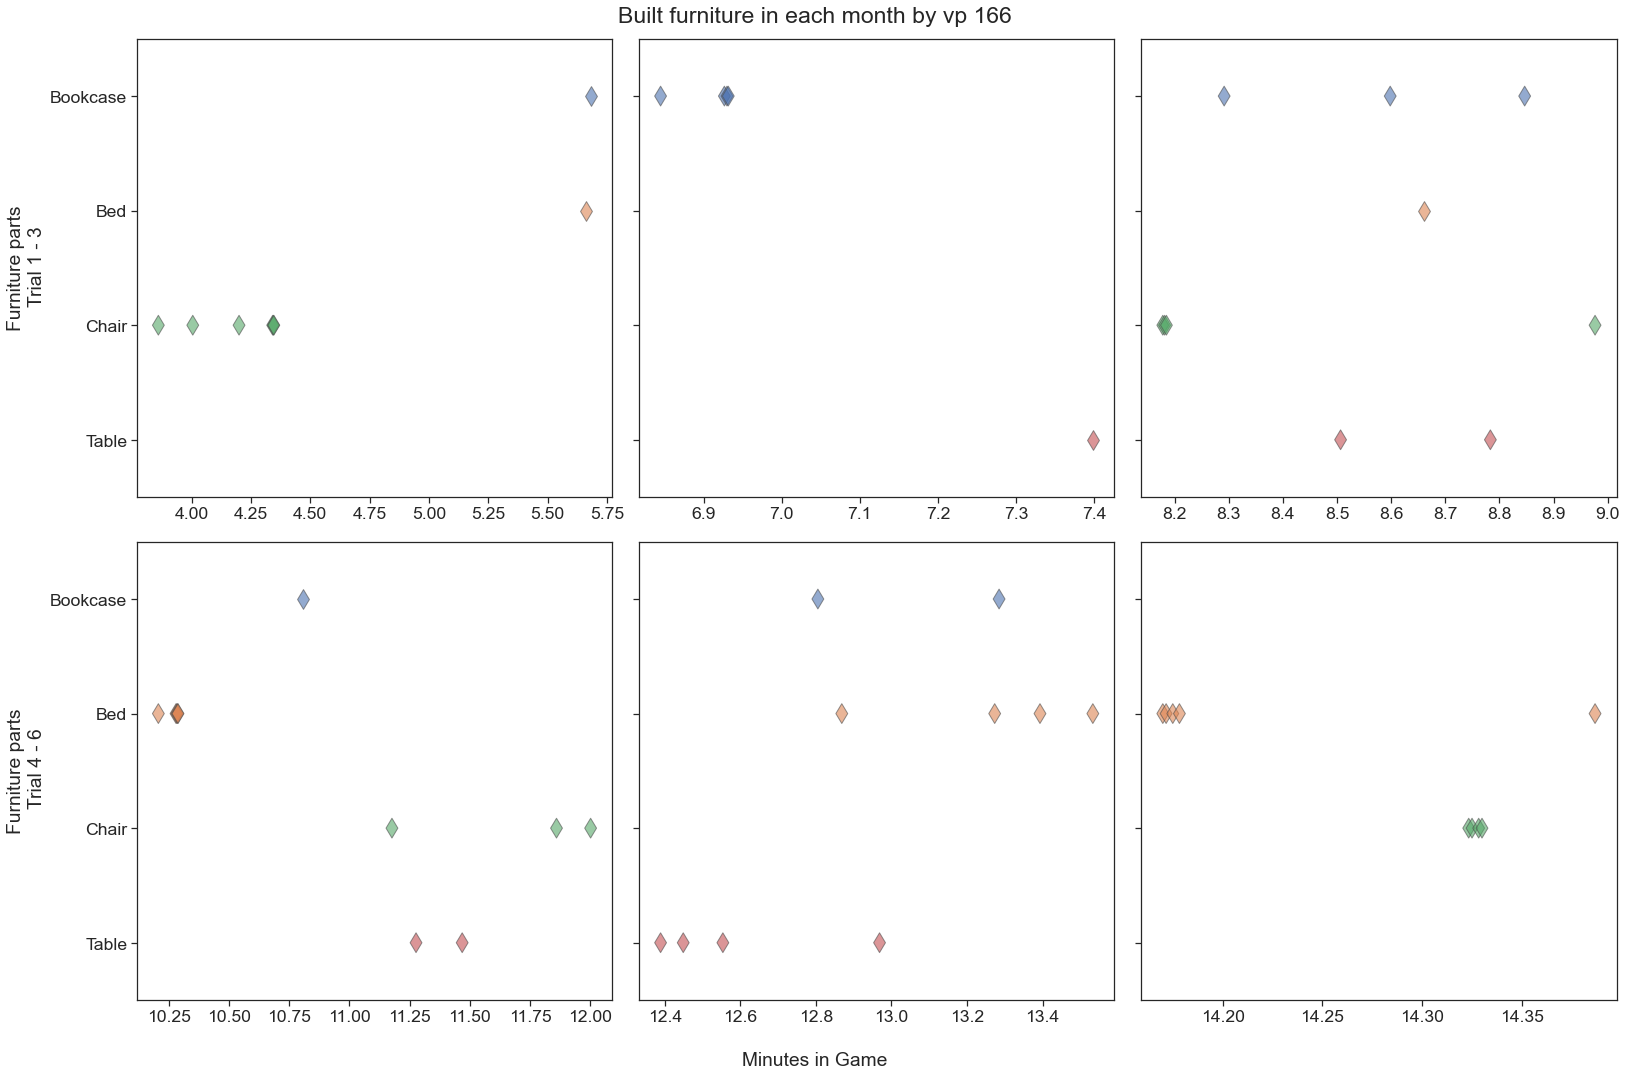 Built furniture in each month by vp 166
Furniture parts
Trial 1 - 3
Bookcase
Bed
Chair
Table
4.00 4.25 4.50 4.75 5.00 5.25 5.50 5.75
6.9 7.0 7.1 7.2 7.3 7.4
8.2 8.3 8.4 8.5 8.6 8.7 8.8 8.9 9.0
Furniture parts
Trial 4 - 6
Bookcase
Bed
Chair
Table
10.25 10.50 10.75 11.00 11.25 11.50 11.75 12.00
12.4 12.6 12.8 13.0 13.2 13.4
14.20 14.25 14.30 14.35
Minutes in Game